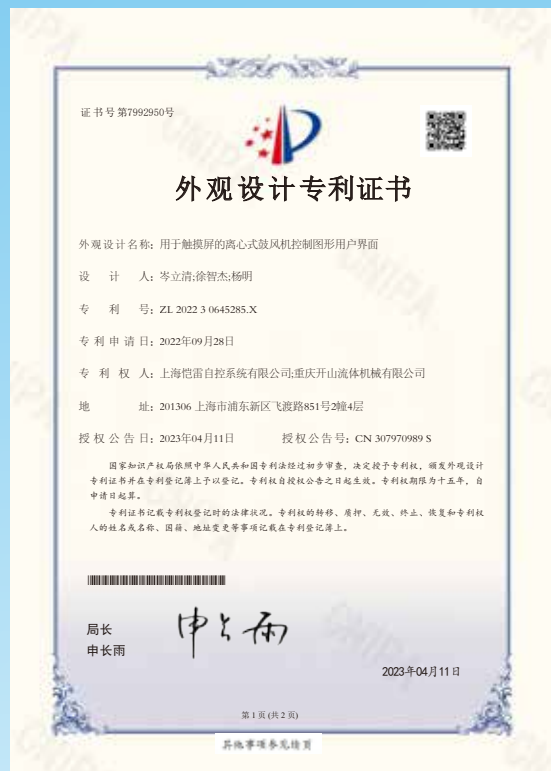 证书号第7992950号
外观设计专利证书
外观设计名称：用于触摸屏的离心式鼓风机控制图形用户界面
设计人：岑立清;徐智杰;杨明
专利号：ZL 2022 3 0645285.X
专利申请日：2022年09月28日
专利权人：上海恺雷自控系统有限公司;重庆开山流体机械有限公司
地址：201306 上海市浦东新区飞渡路851号2幢4层
授权公告日：2023年04月11日 授权公告号：CN 307970989 S
国家知识产权局依照中华人民共和国专利法经过初步审查，决定授予专利权，颁发外观设计
专利证书并在专利登记簿上予以登记。专利权自授权公告之日起生效。专利权期限为十五年，自
申请日起算。
专利证书记载专利权登记时的法律状况。专利权的转移、质押、无效、终止、恢复和专利权
人的姓名或名称、国籍、地址变更等事项记载在专利登记簿上。
局长
申长雨
申长雨
2023年04月11日
第 1 页 (共 2 页)
其他事项参见续页
CNIPA